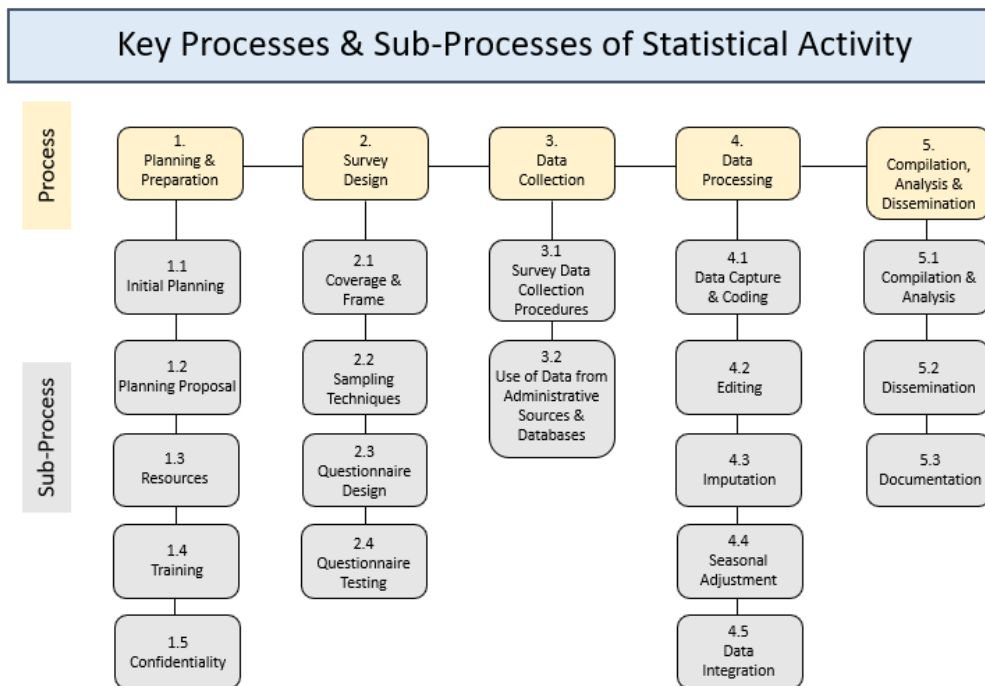 Key Processes & Sub-Processes of Statistical Activity
Process
1.
Planning &
Preparation
2.
Survey
Design
3.
Data
Collection
4.
Data
Processing
5.
Compilation,
Analysis &
Dissemination
Sub-Process
1.1
Initial Planning
1.2
Planning Proposal
1.3
Resources
1.4
Training
1.5
Confidentiality
2.1
Coverage &
Frame
2.2
Sampling
Techniques
2.3
Questionnaire
Design
2.4
Questionnaire
Testing
3.1
Survey Data
Collection
Procedures
3.2
Use of Data from
Administrative
Sources &
Databases
4.1
Data Capture
& Coding
4.2
Editing
4.3
Imputation
4.4
Seasonal
Adjustment
4.5
Data
Integration
5.1
Compilation &
Analysis
5.2
Dissemination
5.3
Documentation